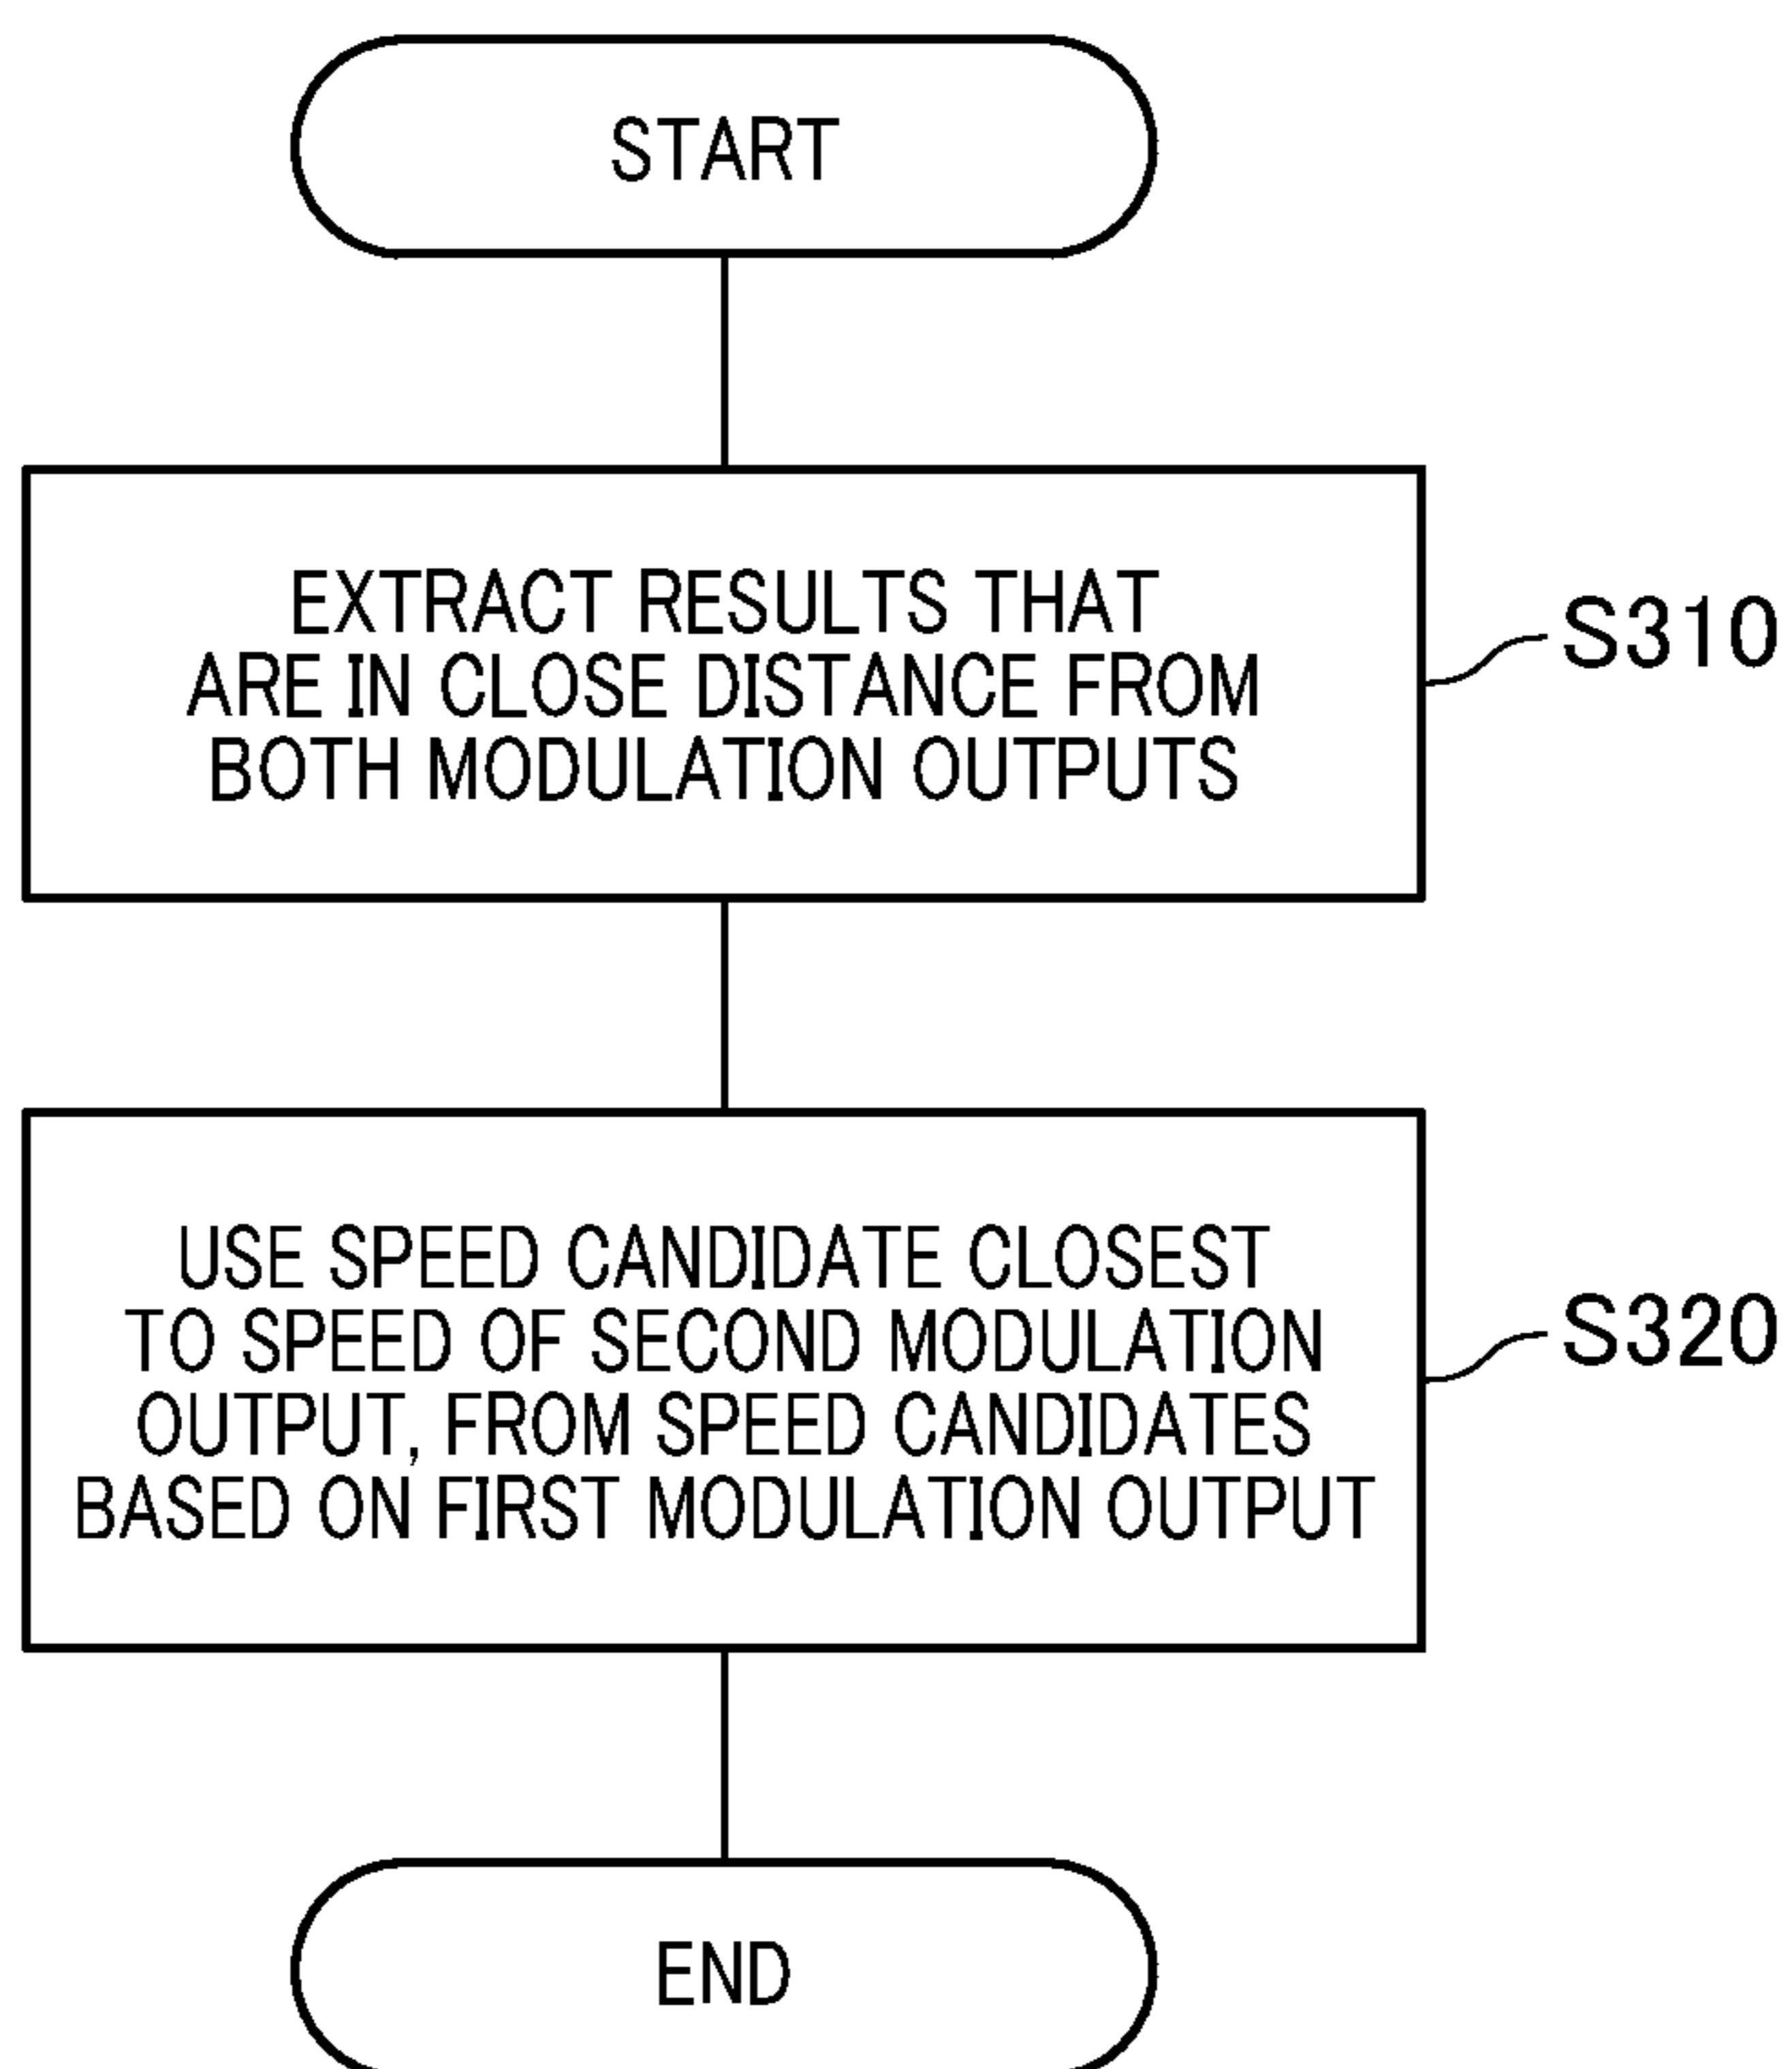 START
EXTRACT RESULTS THAT
ARE IN CLOSE DISTANCE FROM
BOTH MODULATION OUTPUTS
S310
USE SPEED CANDIDATE CLOSEST
TO SPEED OF SECOND MODULATION
OUTPUT, FROM SPEED CANDIDATES
BASED ON FIRST MODULATION OUTPUT
S320
END